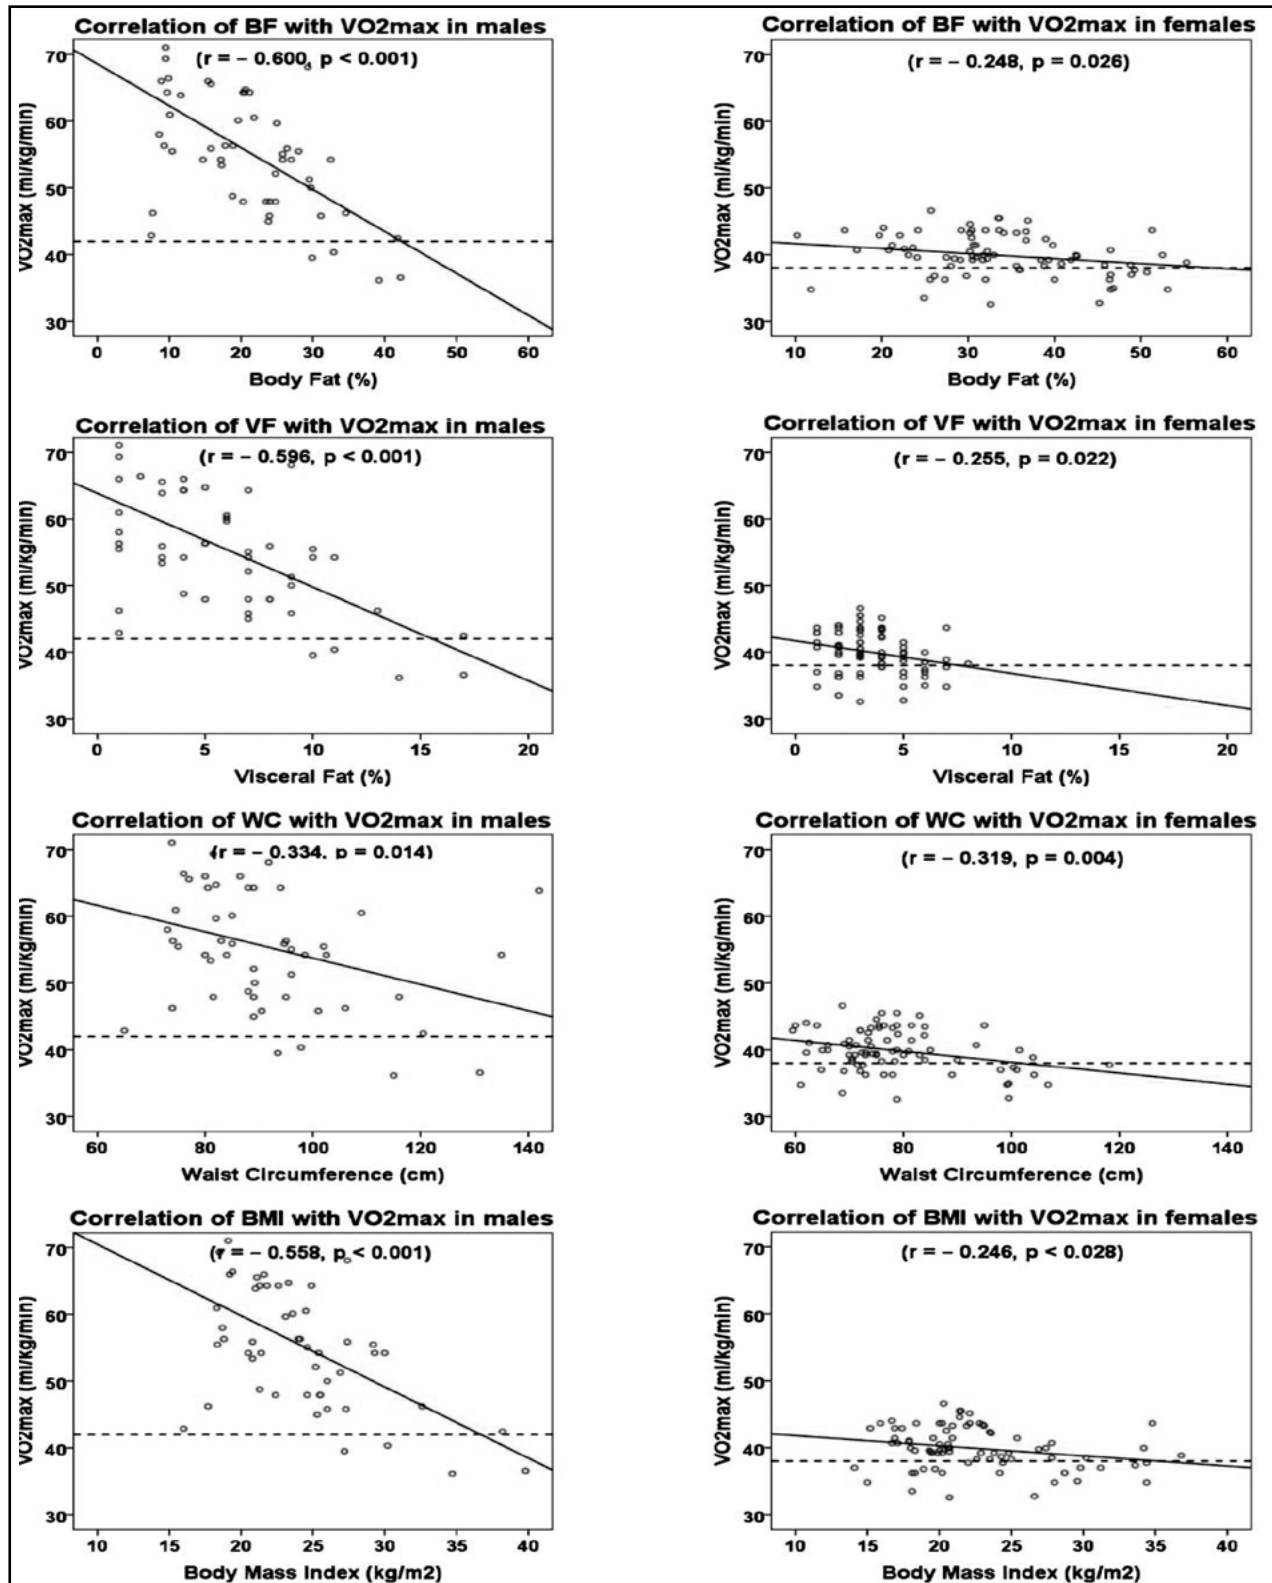 Correlation of BF with VO2max in males
(r = – 0.600, p < 0.001)
VO2max (ml/kg/min)
70
60
50
40
30
0 10 20 30 40 50 60
Body Fat (%)
Correlation of BF with VO2max in females
(r = – 0.248, p = 0.026)
VO2max (ml/kg/min)
70
60
50
40
30
10 20 30 40 50 60
Body Fat (%)
Correlation of VF with VO2max in males
(r = – 0.596, p < 0.001)
VO2max (ml/kg/min)
70
60
50
40
30
0 5 10 15 20
Visceral Fat (%)
Correlation of VF with VO2max in females
(r = – 0.255, p = 0.022)
VO2max (ml/kg/min)
70
60
50
40
30
0 5 10 15 20
Visceral Fat (%)
Correlation of WC with VO2max in males
(r = – 0.334, p = 0.014)
VO2max (ml/kg/min)
70
60
50
40
30
60 80 100 120 140
Waist Circumference (cm)
Correlation of WC with VO2max in females
(r = – 0.319, p = 0.004)
VO2max (ml/kg/min)
70
60
50
40
30
60 80 100 120 140
Waist Circumference (cm)
Correlation of BMI with VO2max in males
(r = – 0.558, p < 0.001)
VO2max (ml/kg/min)
70
60
50
40
30
10 15 20 25 30 35 40
Body Mass Index (kg/m2)
Correlation of BMI with VO2max in females
(r = – 0.246, p < 0.028)
VO2max (ml/kg/min)
70
60
50
40
30
10 15 20 25 30 35 40
Body Mass Index (kg/m2)